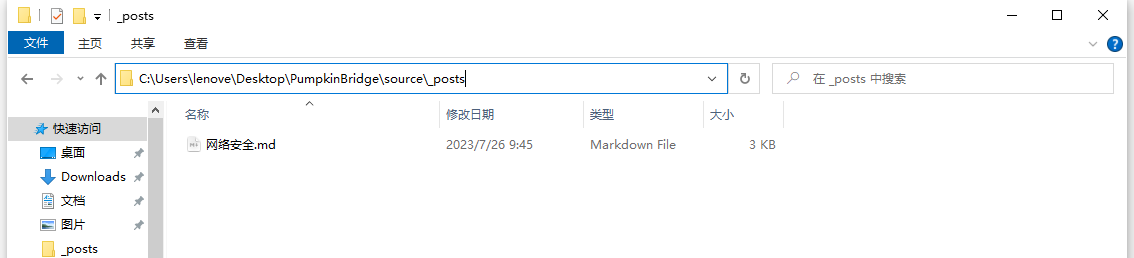 _posts
文件 主页 共享 查看
C:\Users\lenove\Desktop\PumpkinBridge\source\_posts 在 _posts 中搜索
名称 修改日期 类型 大小
快速访问
网络安全.md 2023/7/26 9:45 Markdown File 3 KB
桌面
Downloads
文档
图片
_posts